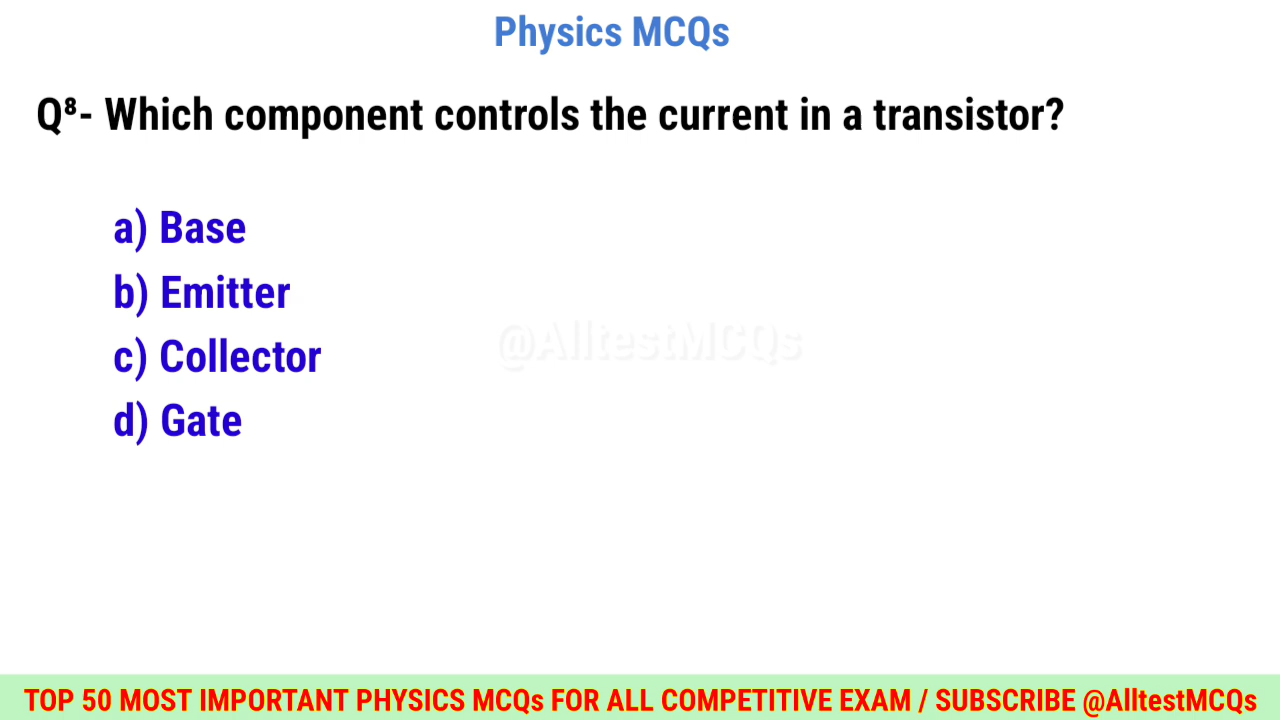 Physics MCQs
Q⁸- Which component controls the current in a transistor?
a) Base
b) Emitter
c) Collector
d) Gate
@AlltestMCQs
TOP 50 MOST IMPORTANT PHYSICS MCQs FOR ALL COMPETITIVE EXAM / SUBSCRIBE @AlltestMCQs